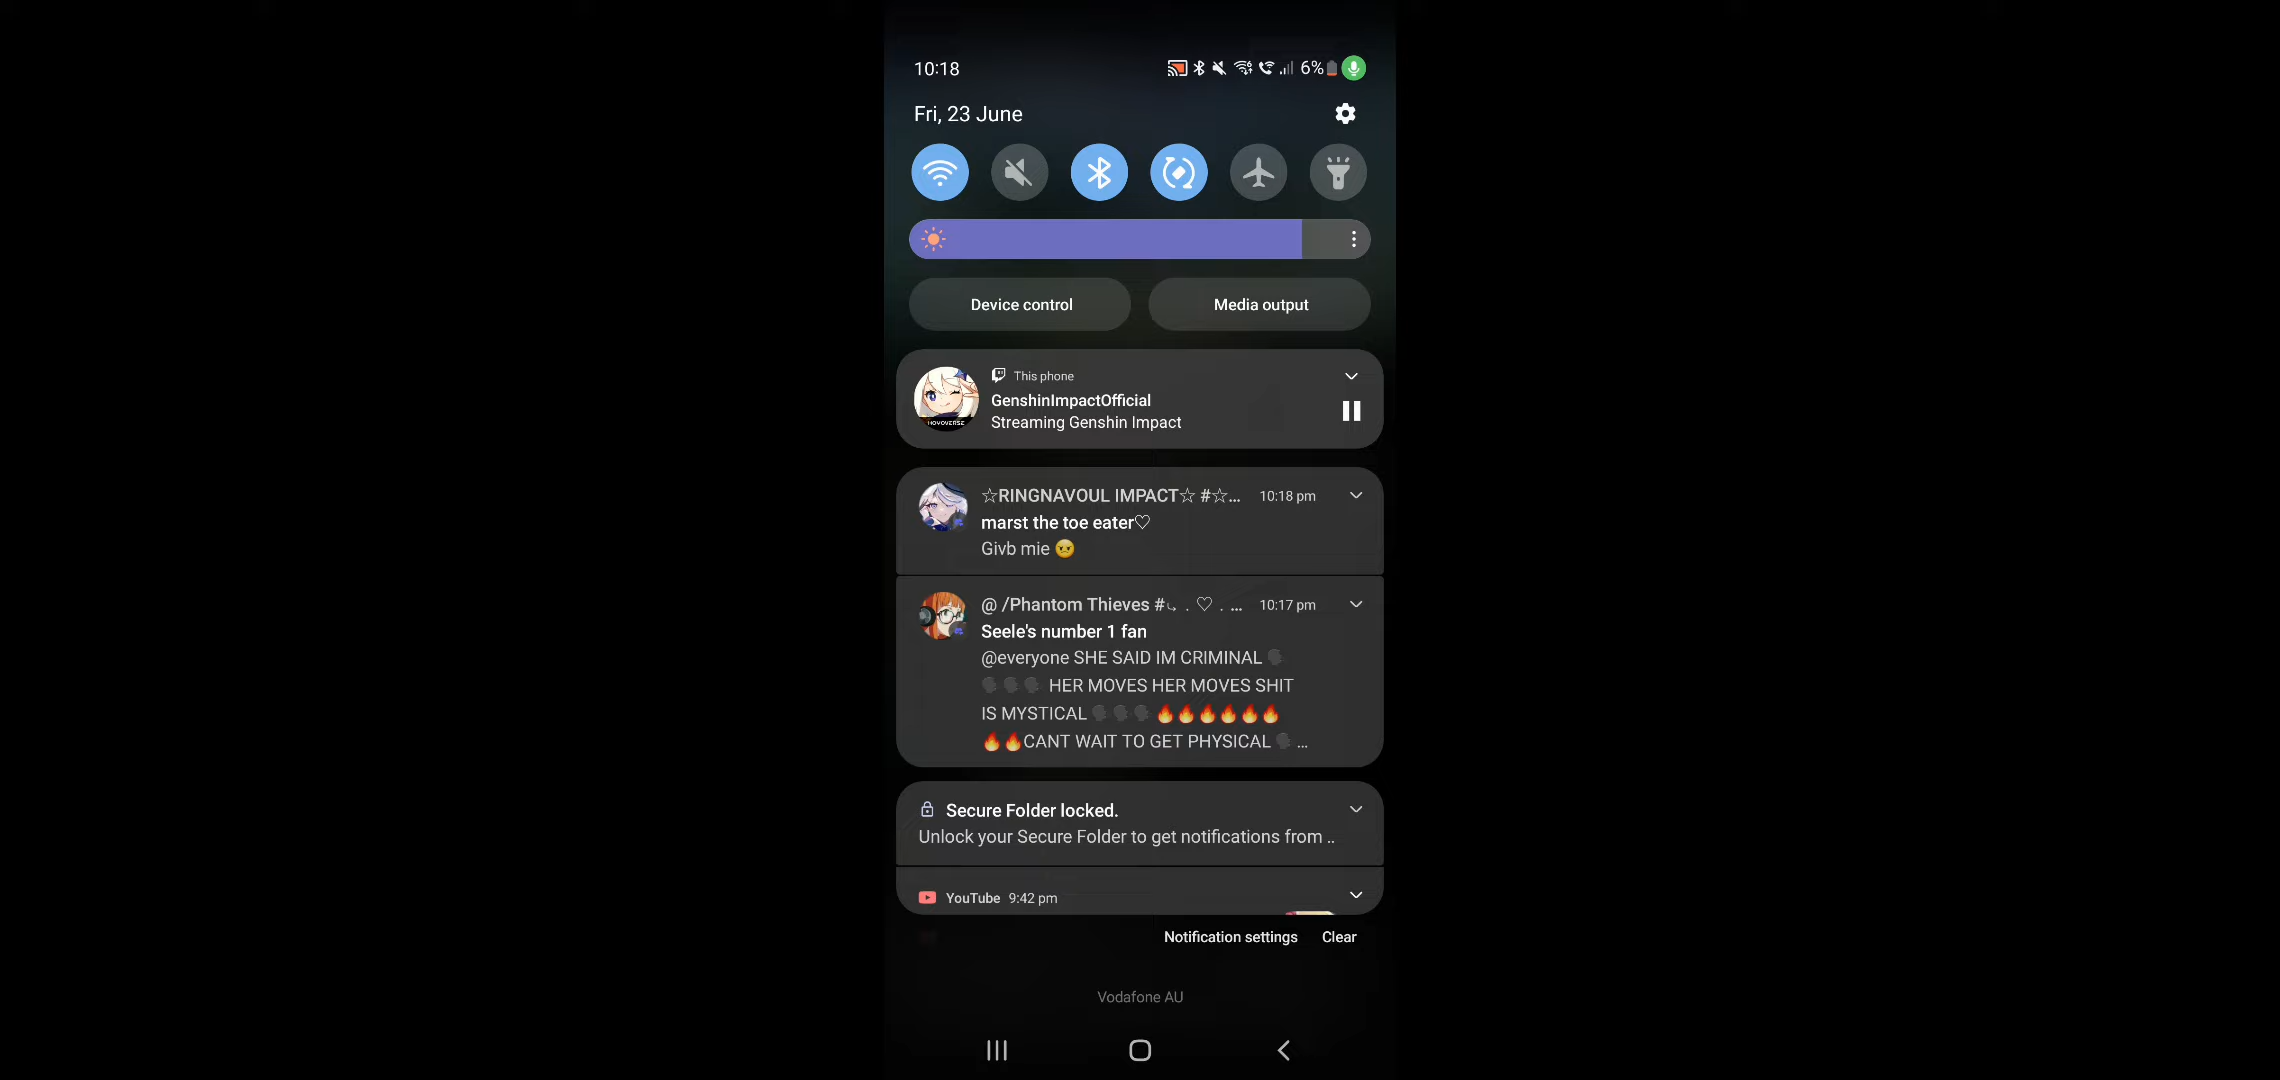 10:18
6%
Fri, 23 June
Device control
Media output
This phone
GenshinImpactOfficial
Streaming Genshin Impact
HOYOVERSE
☆RINGNAVOUL IMPACT☆ #☆... 10:18 pm
marst the toe eater♡
Givb mie 😠
@ /Phantom Thieves #⤷ . ♡ . ... 10:17 pm
Seele's number 1 fan
@everyone SHE SAID IM CRIMINAL 🗣
🗣🗣🗣 HER MOVES HER MOVES SHIT
IS MYSTICAL 🗣🗣🗣 🔥🔥🔥🔥🔥🔥
🔥🔥CANT WAIT TO GET PHYSICAL 🗣 ...
Secure Folder locked.
Unlock your Secure Folder to get notifications from ..
YouTube 9:42 pm
Notification settings
Clear
Vodafone AU